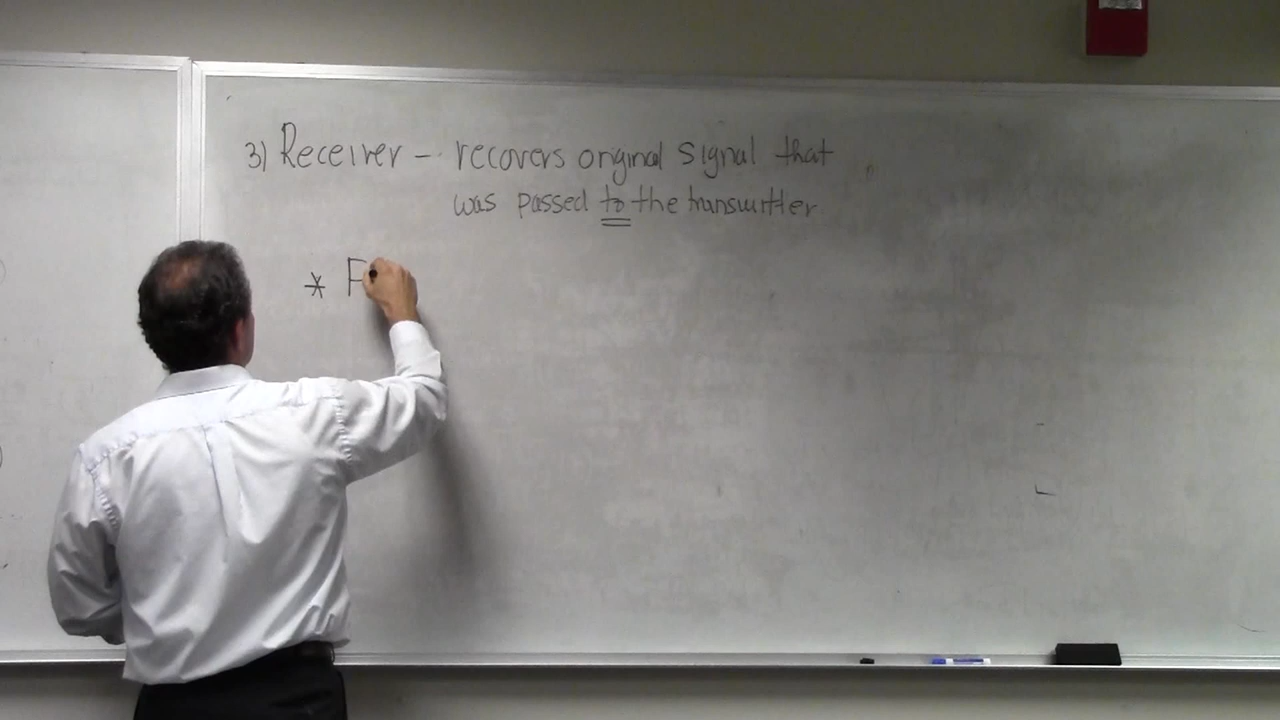 3) Receiver - recovers original signal that
was passed to the transmitter
*